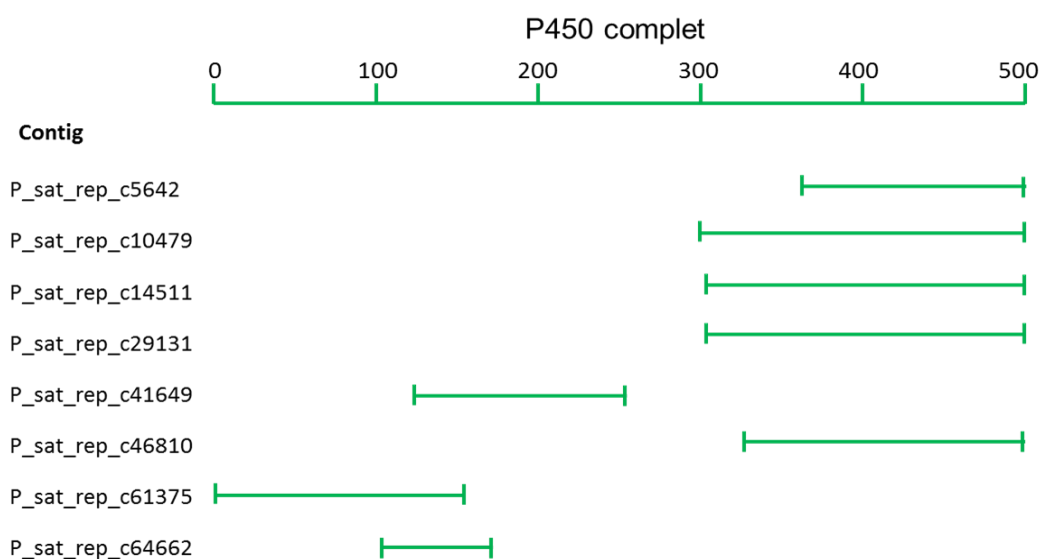 P450 complet
0 100 200 300 400 500
Contig
P_sat_rep_c5642
P_sat_rep_c10479
P_sat_rep_c14511
P_sat_rep_c29131
P_sat_rep_c41649
P_sat_rep_c46810
P_sat_rep_c61375
P_sat_rep_c64662